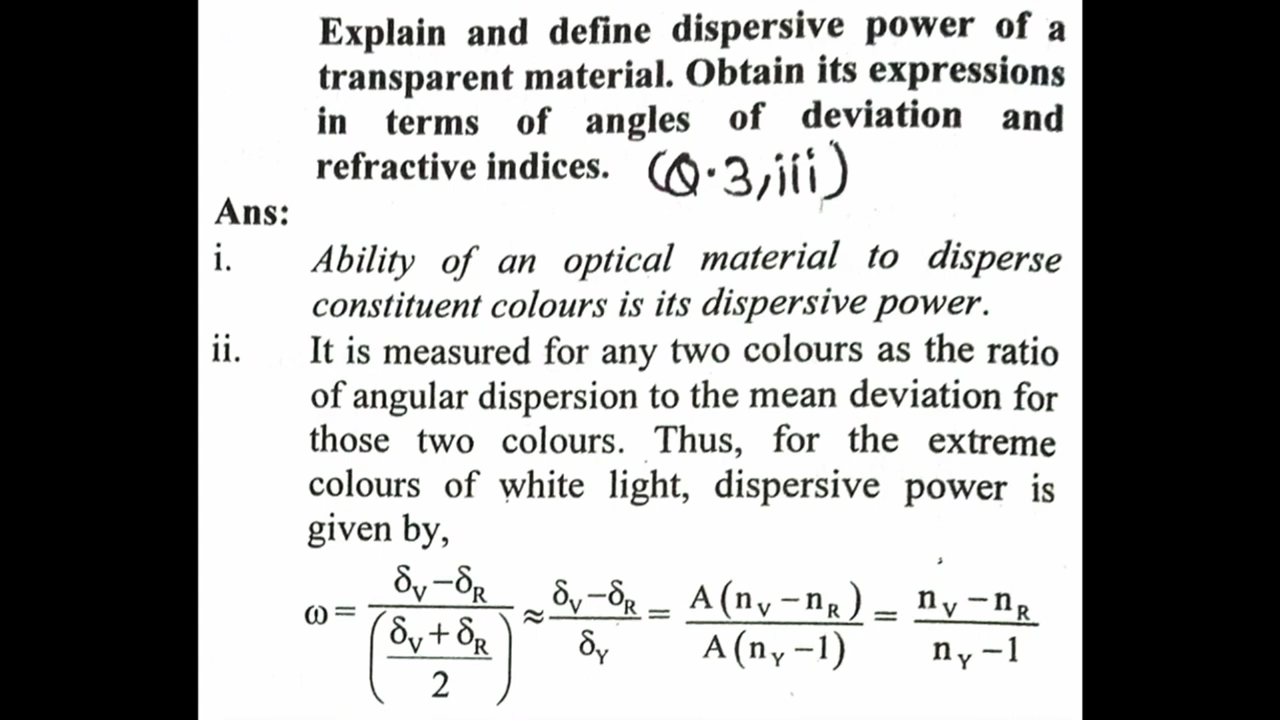 Explain and define dispersive power of a
transparent material. Obtain its expressions
in terms of angles of deviation and
refractive indices. (Q.3,iii)
Ans:
i. Ability of an optical material to disperse
constituent colours is its dispersive power.
ii. It is measured for any two colours as the ratio
of angular dispersion to the mean deviation for
those two colours. Thus, for the extreme
colours of white light, dispersive power is
given by,
ω = (δV − δR) / ((δV + δR) / 2) ≈ (δV − δR) / δY = A(nV − nR) / A(nY − 1) = (nV − nR) / (nY − 1)